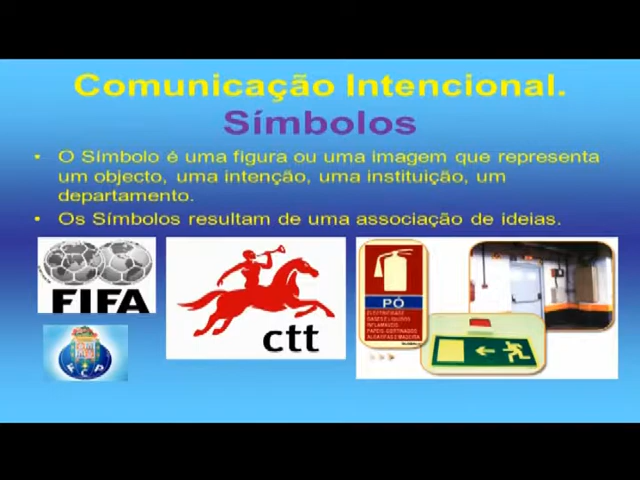 Comunicação Intencional.
Símbolos
• O Símbolo é uma figura ou uma imagem que representa
um objecto, uma intenção, uma instituição, um
departamento.
• Os Símbolos resultam de uma associação de ideias.
FIFA
ctt
PÓ
FCP